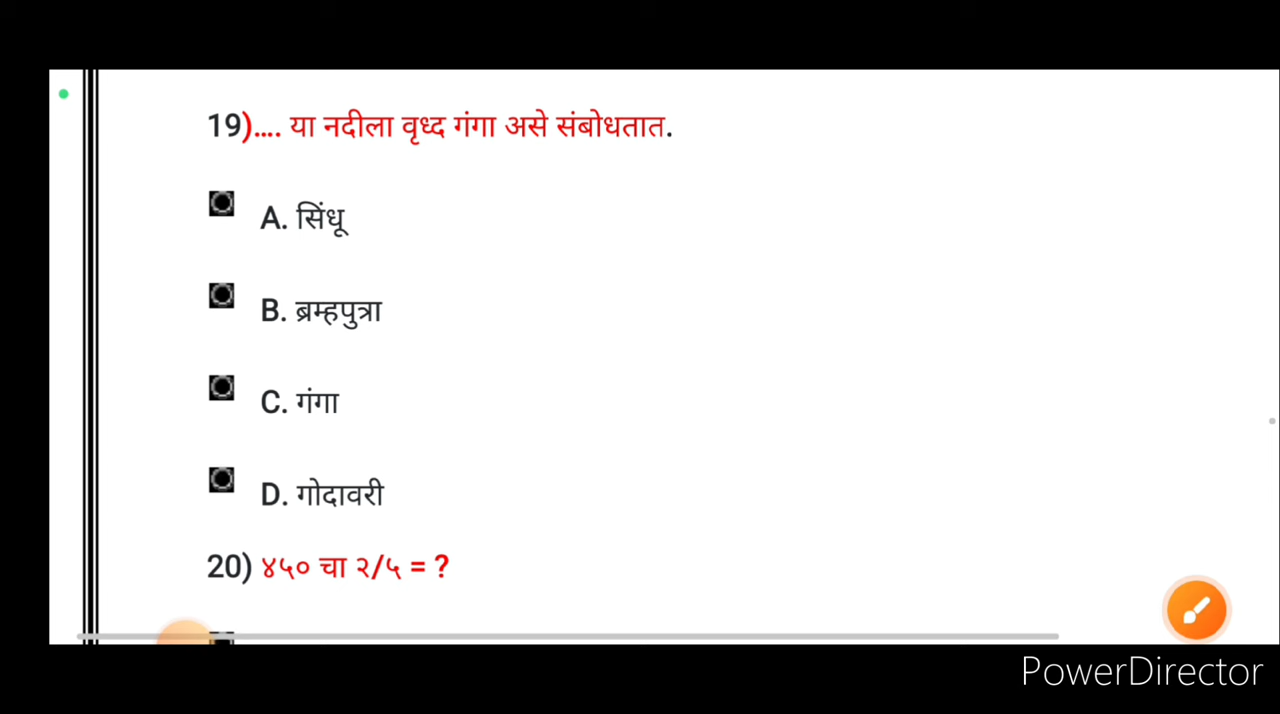 19).... या नदीला वृध्द गंगा असे संबोधतात.
A. सिंधू
B. ब्रम्हपुत्रा
C. गंगा
D. गोदावरी
20) ४५० चा २/५ = ?
PowerDirector